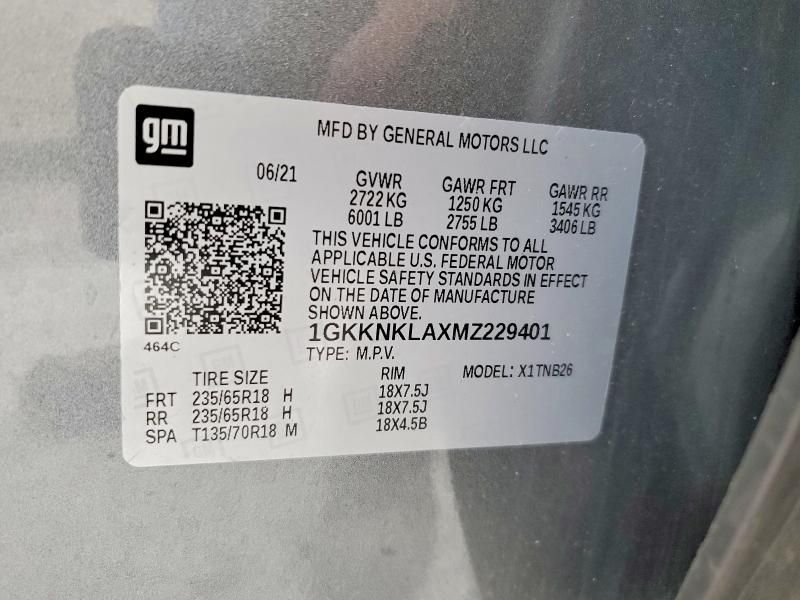 gm
MFD BY GENERAL MOTORS LLC
06/21
GVWR GAWR FRT GAWR RR
2722 KG 1250 KG 1545 KG
6001 LB 2755 LB 3406 LB
THIS VEHICLE CONFORMS TO ALL
APPLICABLE U.S. FEDERAL MOTOR
VEHICLE SAFETY STANDARDS IN EFFECT
ON THE DATE OF MANUFACTURE
SHOWN ABOVE.
464C
1GKKNKLAXMZ229401
TYPE: M.P.V.
TIRE SIZE RIM MODEL: X1TNB26
FRT 235/65R18 H 18X7.5J
RR 235/65R18 H 18X7.5J
SPA T135/70R18 M 18X4.5B